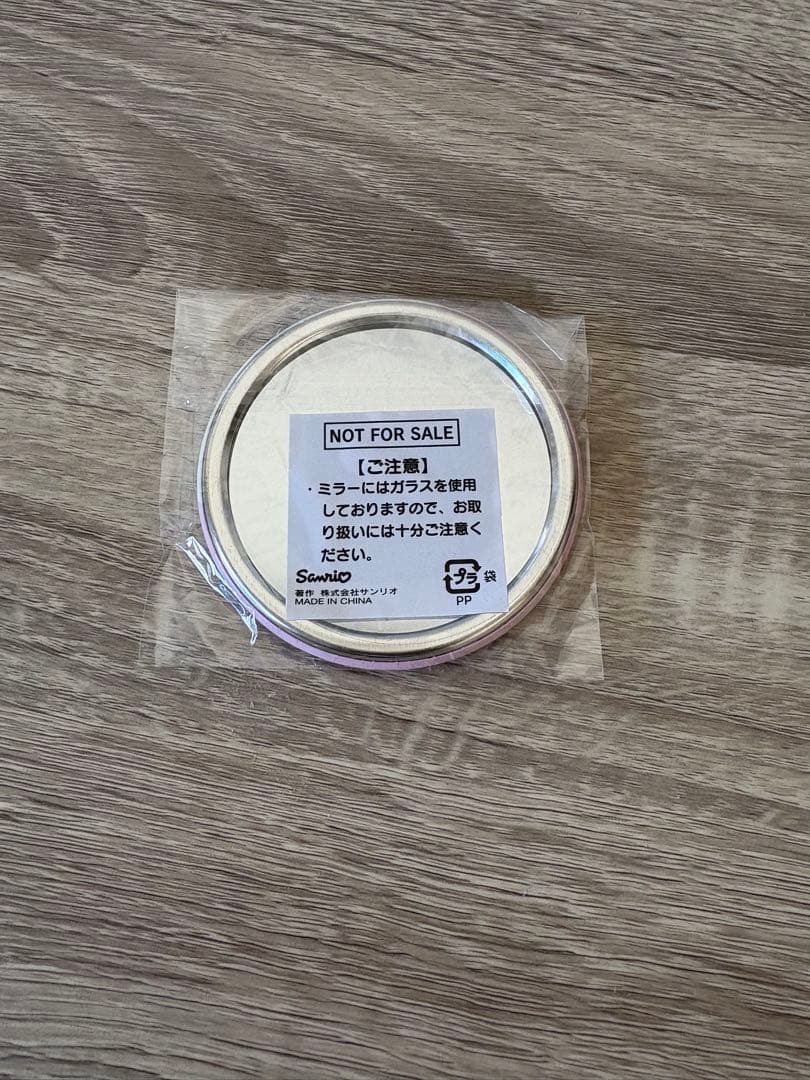 NOT FOR SALE
【ご注意】
・ミラーにはガラスを使用
しておりますので、お取
り扱いには十分ご注意く
ださい。
Sanrio
著作 株式会社サンリオ
MADE IN CHINA
プラ 袋
PP